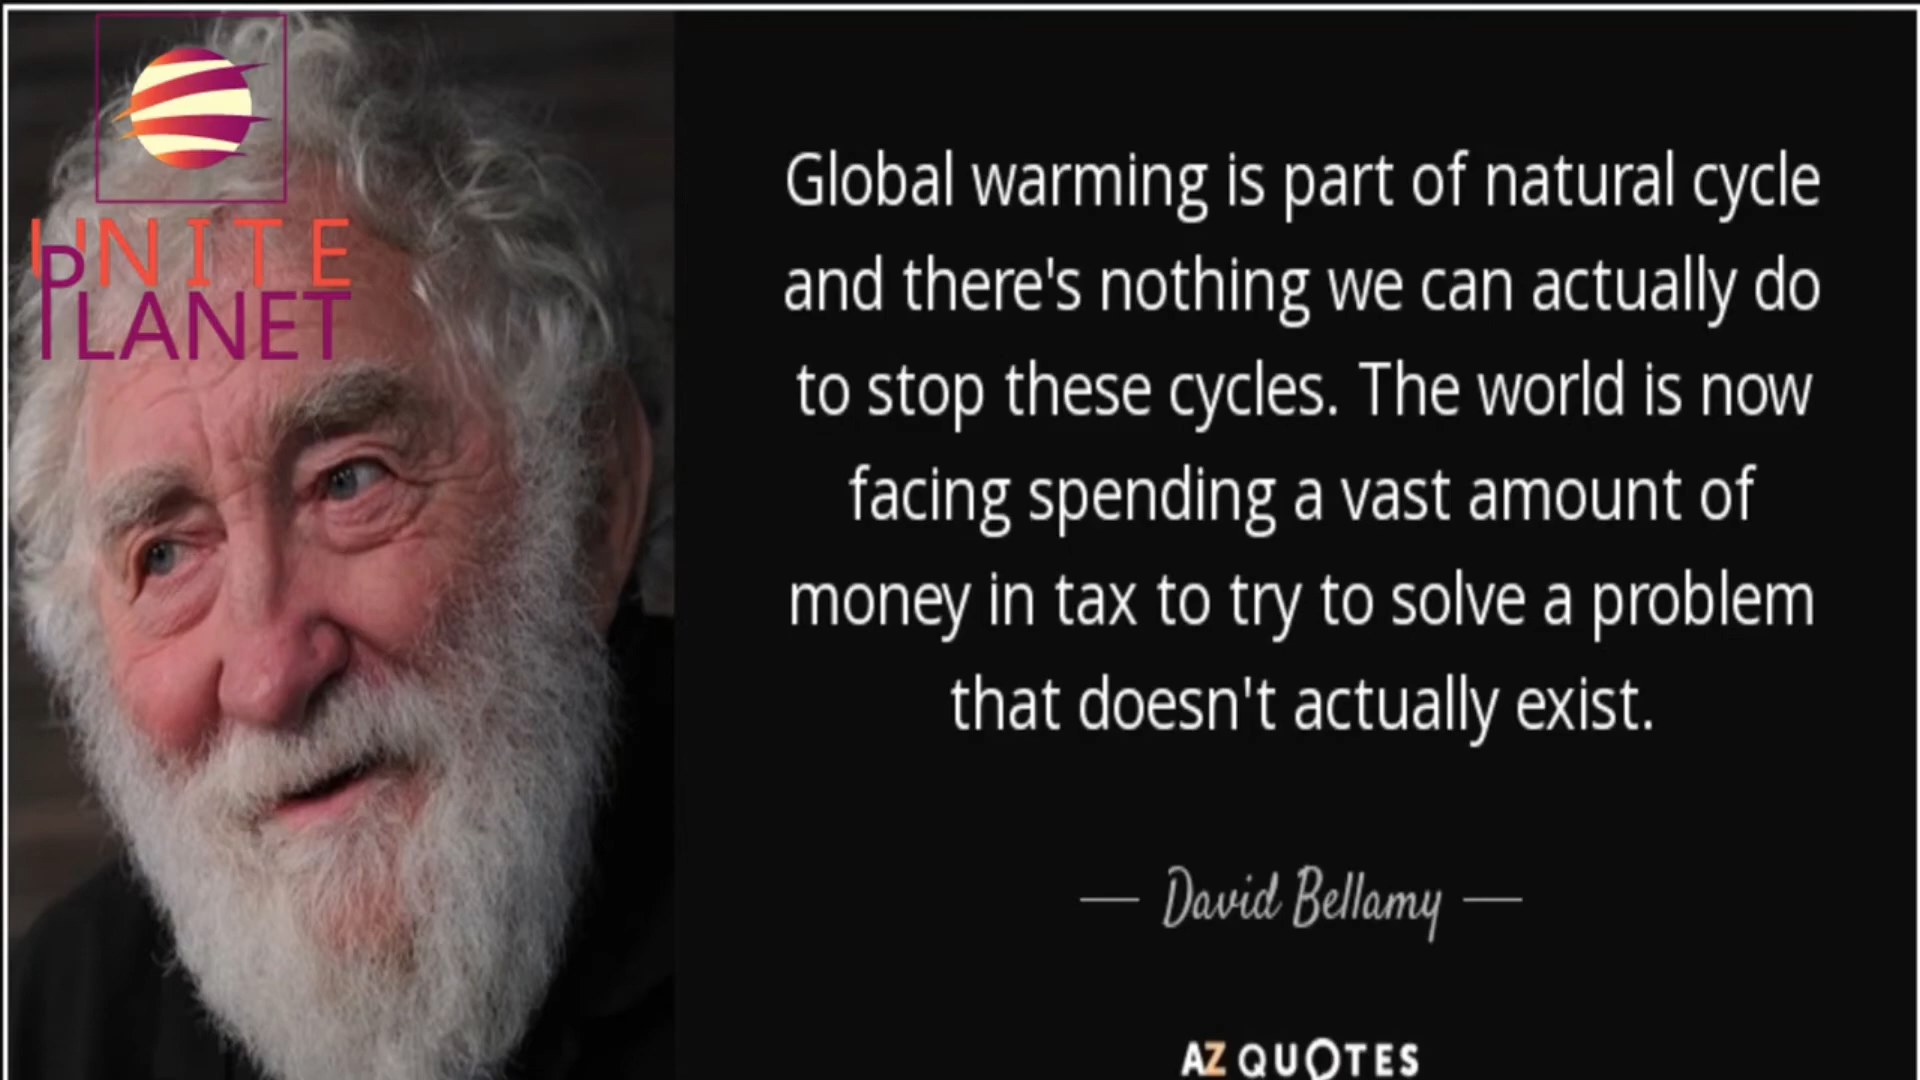 UNITE
PLANET
Global warming is part of natural cycle
and there's nothing we can actually do
to stop these cycles. The world is now
facing spending a vast amount of
money in tax to try to solve a problem
that doesn't actually exist.
— David Bellamy —
AZ QUOTES